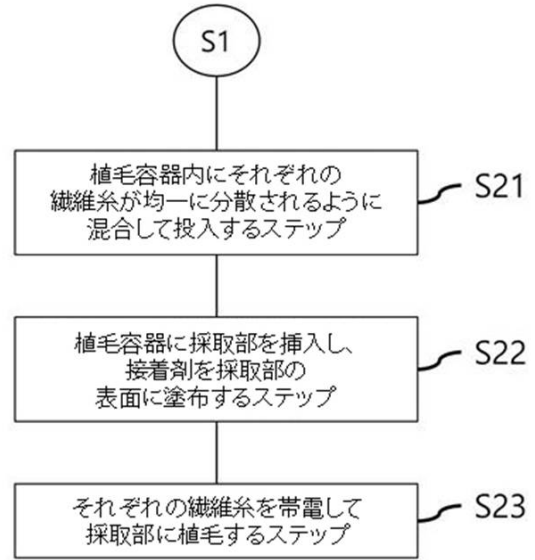 S1
植毛容器内にそれぞれの
繊維糸が均一に分散されるように
混合して投入するステップ
S21
植毛容器に採取部を挿入し、
接着剤を採取部の
表面に塗布するステップ
S22
それぞれの繊維糸を帯電して
採取部に植毛するステップ
S23